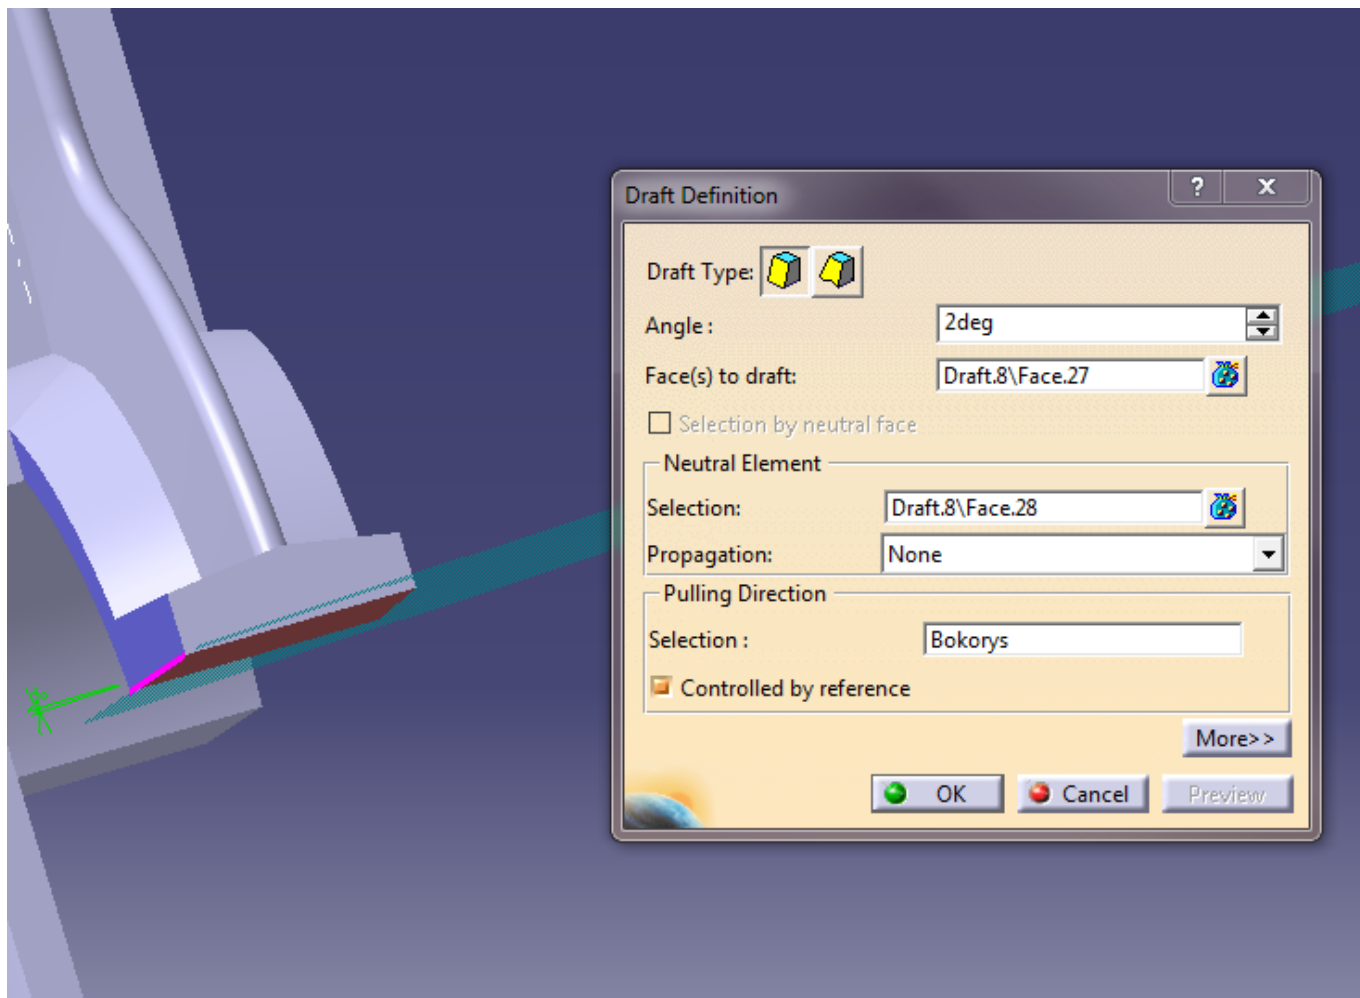 Draft Definition
?
X
Draft Type:
Angle :
2deg
Face(s) to draft:
Draft.8\Face.27
Selection by neutral face
Neutral Element
Selection:
Draft.8\Face.28
Propagation:
None
Pulling Direction
Selection :
Bokorys
Controlled by reference
More>>
OK
Cancel
Preview